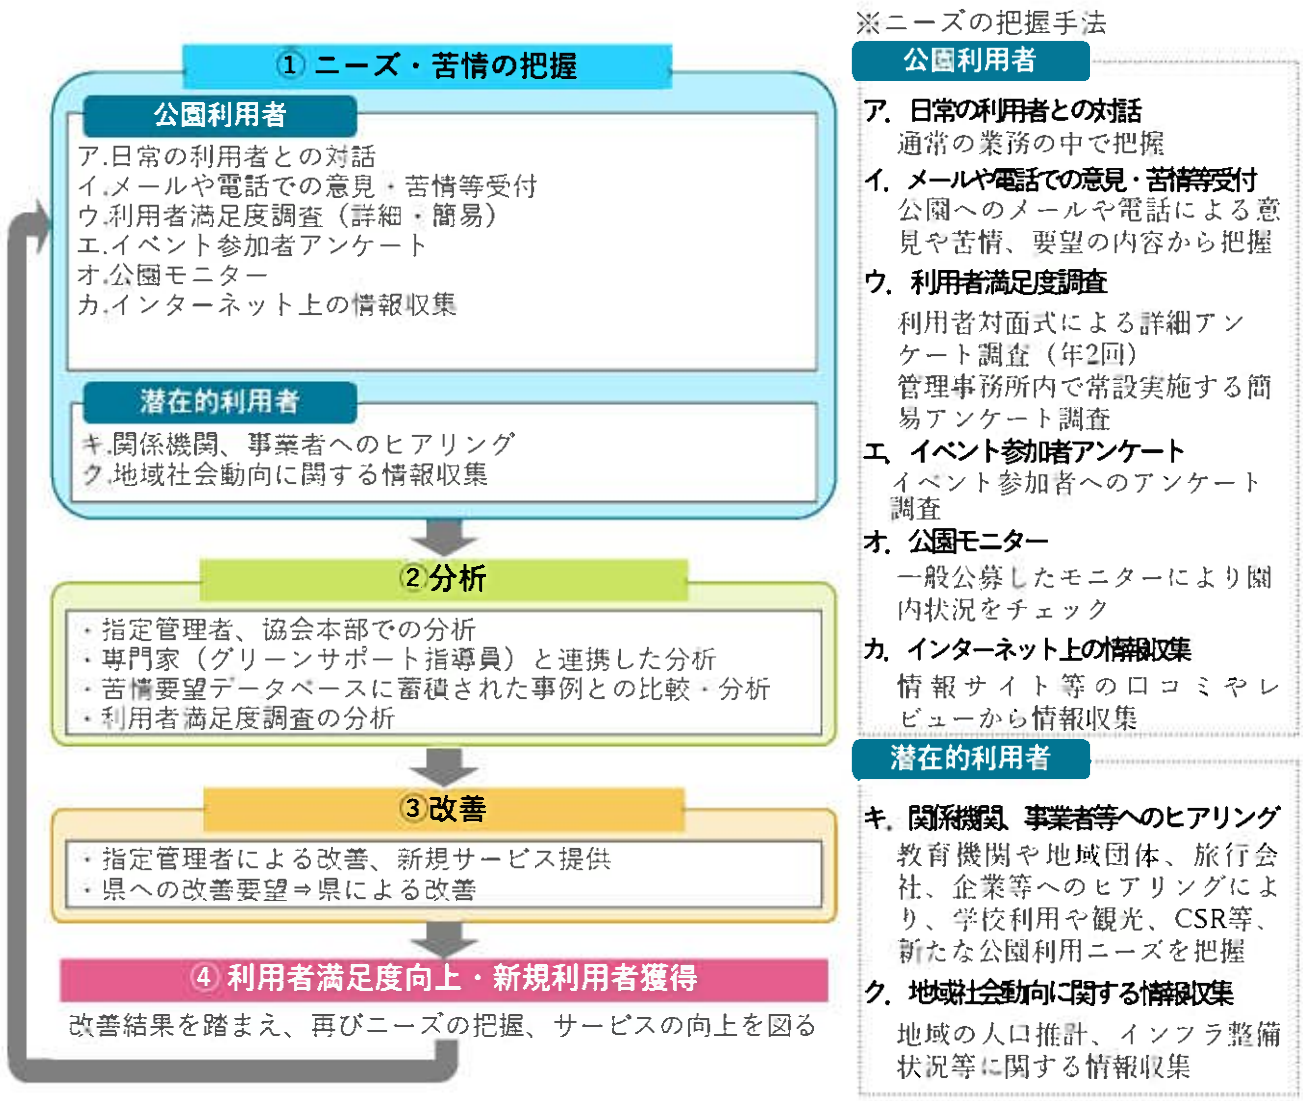 ① ニーズ・苦情の把握
公園利用者
ア.日常の利用者との対話
イ.メールや電話での意見・苦情等受付
ウ.利用者満足度調査（詳細・簡易）
エ.イベント参加者アンケート
オ.公園モニター
カ.インターネット上の情報収集
潜在的利用者
キ.関係機関、事業者へのヒアリング
ク.地域社会動向に関する情報収集
②分析
・指定管理者、協会本部での分析
・専門家（グリーンサポート指導員）と連携した分析
・苦情要望データベースに蓄積された事例との比較・分析
・利用者満足度調査の分析
③改善
・指定管理者による改善、新規サービス提供
・県への改善要望⇒県による改善
④ 利用者満足度向上・新規利用者獲得
改善結果を踏まえ、再びニーズの把握、サービスの向上を図る
※ニーズの把握手法
公園利用者
ア．日常の利用者との対話
通常の業務の中で把握
イ．メールや電話での意見・苦情等受付
公園へのメールや電話による意
見や苦情、要望の内容から把握
ウ．利用者満足度調査
利用者対面式による詳細アン
ケート調査（年2回）
管理事務所内で常設実施する簡
易アンケート調査
エ．イベント参加者アンケート
イベント参加者へのアンケート
調査
オ．公園モニター
一般公募したモニターにより園
内状況をチェック
カ．インターネット上の情報収集
情報サイト等の口コミやレ
ビューから情報収集
潜在的利用者
キ．関係機関、事業者等へのヒアリング
教育機関や地域団体、旅行会
社、企業等へのヒアリングによ
り、学校利用や観光、CSR等、
新たな公園利用ニーズを把握
ク．地域社会動向に関する情報収集
地域の人口推計、インフラ整備
状況等に関する情報収集